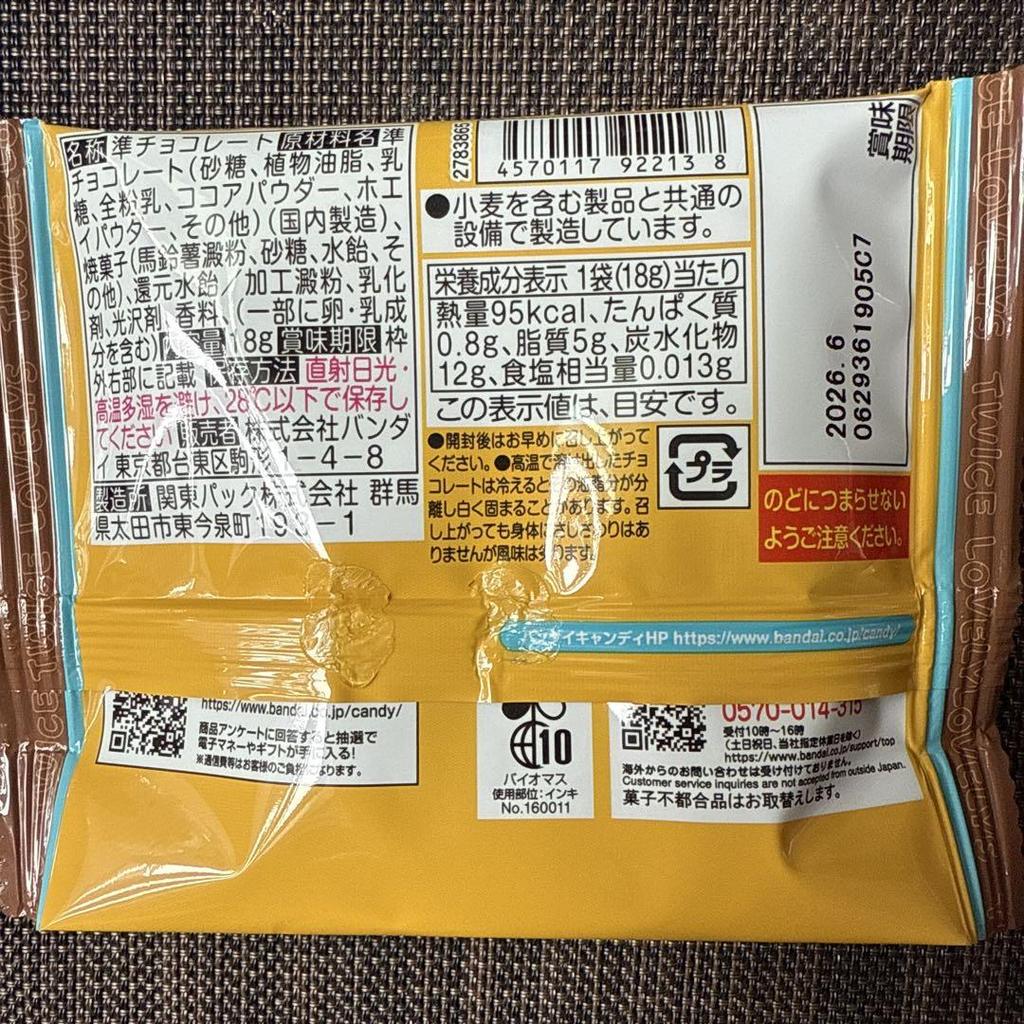 名称 準チョコレート 原材料名 準
チョコレート(砂糖、植物油脂、乳
糖、全粉乳、ココアパウダー、ホエ
イパウダー、その他)(国内製造)、
焼菓子(馬鈴薯澱粉、砂糖、水飴、そ
の他)、還元水飴/加工澱粉、乳化
剤、光沢剤、香料、(一部に卵・乳成
分を含む) 内容量 18g 賞味期限 枠
外右部に記載 保存方法 直射日光・
高温多湿を避け、28℃以下で保存し
てください 販売者 株式会社バンダ
イ 東京都台東区駒形1-4-8
製造所 関東パック株式会社 群馬
県太田市東今泉町193-1
2783868
4570117 922138
●小麦を含む製品と共通の
設備で製造しています。
栄養成分表示 1袋(18g)当たり
熱量95kcal、たんぱく質
0.8g、脂質5g、炭水化物
12g、食塩相当量0.013g
この表示値は、目安です。
●開封後はお早めに召し上がって
ください。●高温で溶け出したチョ
コレートは冷えると、油脂分が分
離し白く固まることがあります。召
し上がっても身体にさしさわりはあ
りませんが風味は劣ります。
プラ
賞味
期限
2026.6
0629361905C7
のどにつまらせない
ようご注意ください。
イキャンディHP https://www.bandai.co.jp/candy/
https://www.bandai.co.jp/candy/
商品アンケートに回答すると抽選で
電子マネーやギフトが手に入る!
※通信費等はお客様のご負担になります。
10
バイオマス
使用部位:インキ
No.160011
0570-014-315
受付10時~16時
(土日祝日、当社指定休業日を除く)
https://www.bandai.co.jp/support/top
海外からのお問い合わせは受け付けておりません。
Customer service inquiries are not accepted from outside Japan.
菓子不都合品はお取替えします。
TWICE LOVELYS
TWICE LOVELYS